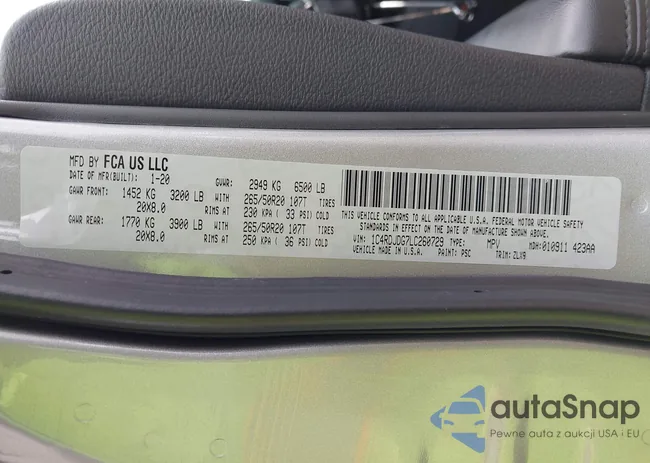 MFD BY FCA US LLC
DATE OF MFR(BUILT): 1-20 GVWR: 2949 KG 6500 LB
GAWR FRONT: 1452 KG 3200 LB WITH 265/50R20 107T TIRES
20X8.0 RIMS AT 230 KPA ( 33 PSI) COLD
GAWR REAR: 1770 KG 3900 LB WITH 265/50R20 107T TIRES
20X8.0 RIMS AT 250 KPA ( 36 PSI) COLD
THIS VEHICLE CONFORMS TO ALL APPLICABLE U.S.A. FEDERAL MOTOR VEHICLE SAFETY
STANDARDS IN EFFECT ON THE DATE OF MANUFACTURE SHOWN ABOVE.
VIN: 1C4RDJDG7LC260729 TYPE: MPV MDH:010911 423AA
VEHICLE MADE IN U.S.A. PAINT: PSC TRIM: ZLX9
autaSnap
Pewne auta z aukcji USA i EU